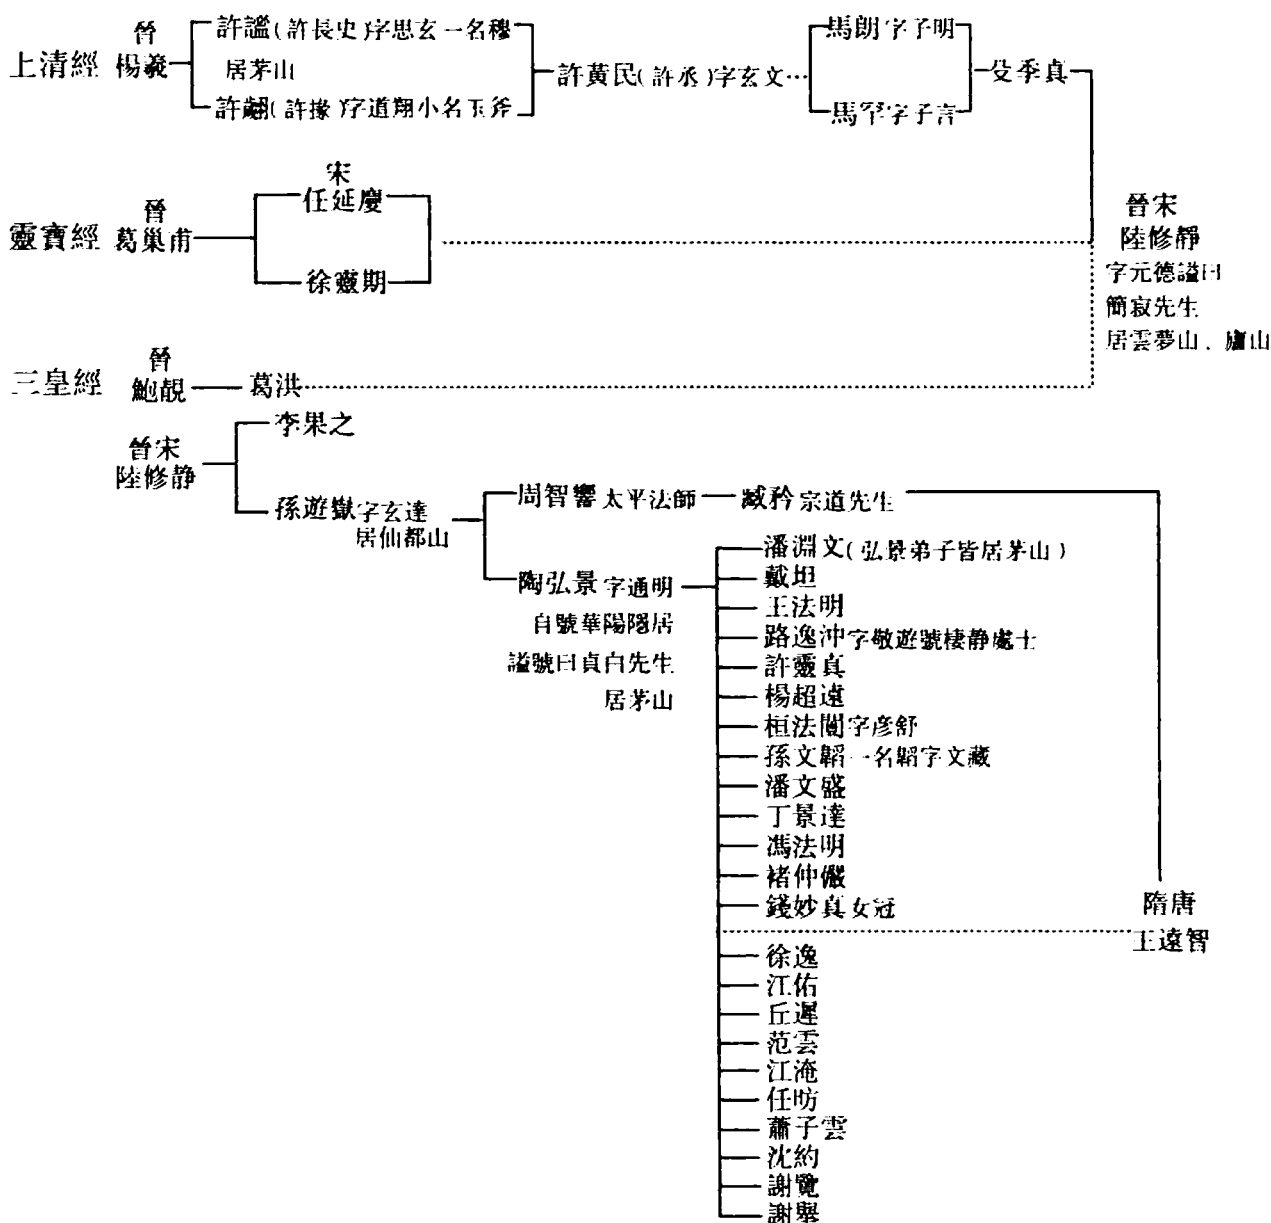 許謐(許長史)字思玄一名穆
上清經 晉 楊羲
居茅山
許翽(許掾)字道翔小名玉斧
許黃民(許丞)字玄文
馬朗字子明
馬罕字子言
殳季真
靈寶經 晉 葛巢甫
宋
任延慶
徐靈期
三皇經 晉 鮑靚
葛洪
晉宋
陸修靜
字元德諡曰
簡寂先生
居雲夢山、廬山
晉宋
陸修静
李果之
孫遊嶽字玄達
居仙都山
周智響太平法師
臧矜宗道先生
陶弘景字通明
自號華陽隱居
諡號曰貞白先生
居茅山
潘淵文(弘景弟子皆居茅山)
戴坦
王法明
路逸沖字敬遊號棲静處士
許靈真
楊超遠
桓法闓字彥舒
孫文韜一名韜字文藏
潘文盛
丁景達
馮法明
褚仲儼
錢妙真女冠
隋唐
王遠智
徐逸
江佑
丘遲
范雲
江淹
任昉
蕭子雲
沈約
謝覽
謝舉